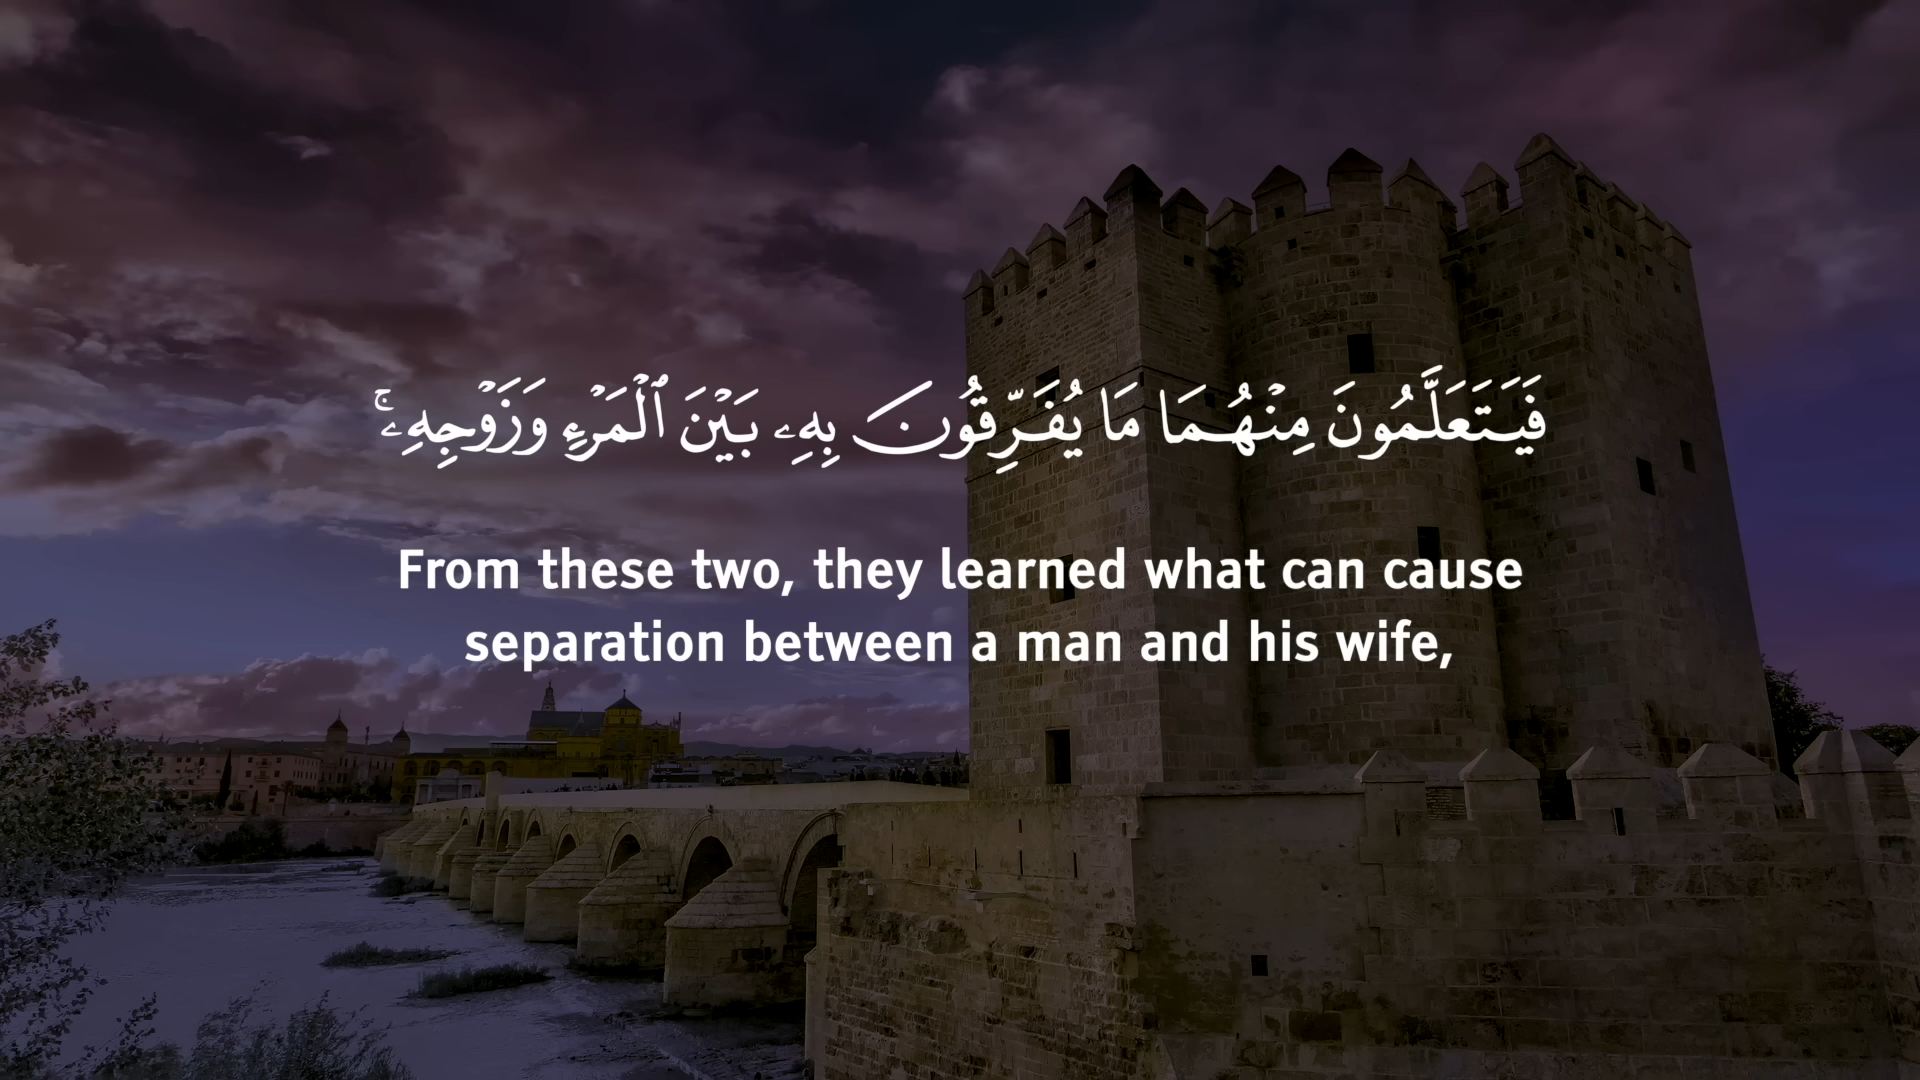 فَيَتَعَلَّمُونَ مِنْهُمَا مَا يُفَرِّقُونَ بِهِۦ بَيْنَ ٱلْمَرْءِ وَزَوْجِهِۦۚ
From these two, they learned what can cause
separation between a man and his wife,